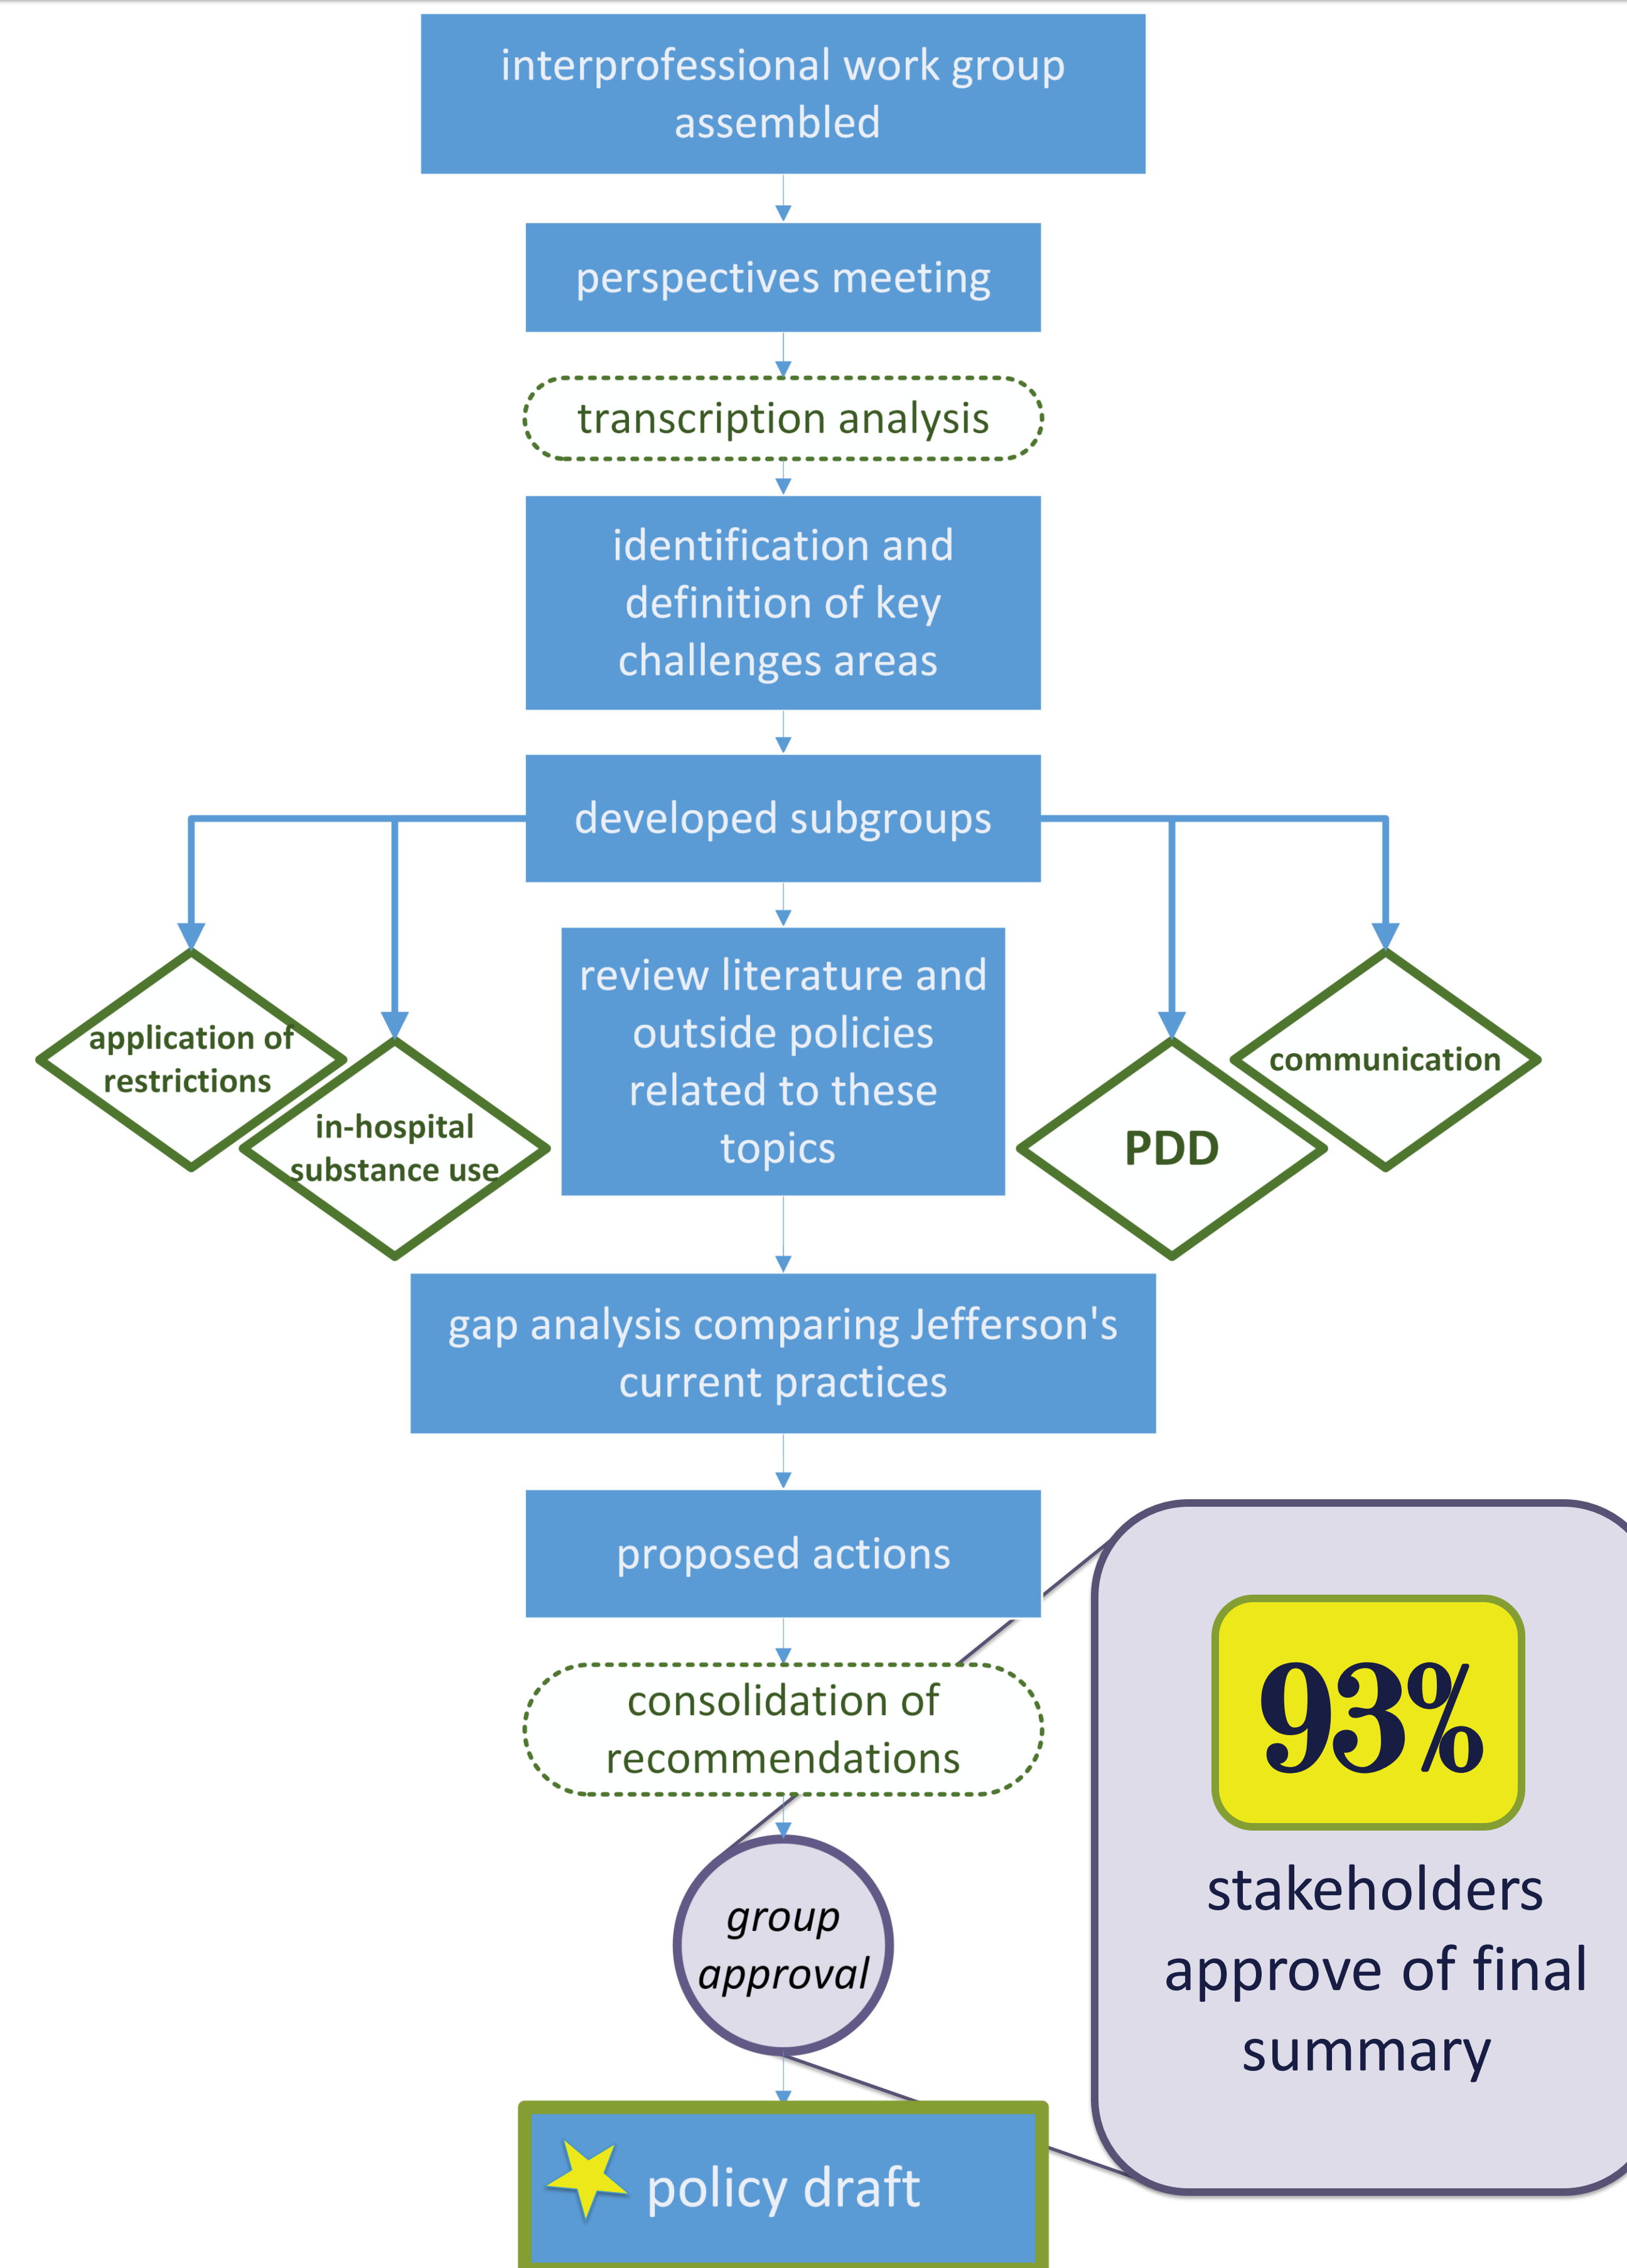 interprofessional work group
assembled
perspectives meeting
transcription analysis
identification and
definition of key
challenges areas
developed subgroups
application of
restrictions
in-hospital
substance use
review literature and
outside policies
related to these
topics
PDD
communication
gap analysis comparing Jefferson's
current practices
proposed actions
consolidation of
recommendations
group
approval
93%
stakeholders
approve of final
summary
policy draft